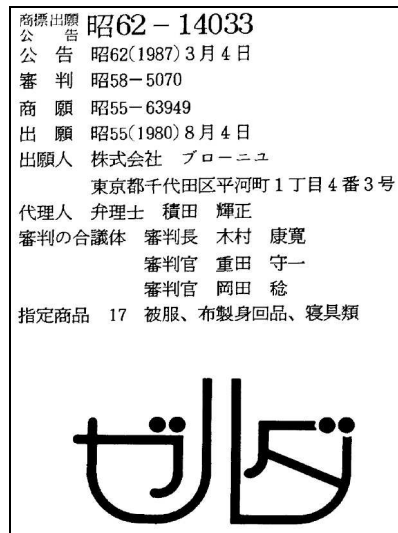 商標出願公告 昭62-14033
公告 昭62(1987)3月4日
審判 昭58-5070
商願 昭55-63949
出願 昭55(1980)8月4日
出願人 株式会社 ブローニユ
東京都千代田区平河町1丁目4番3号
代理人 弁理士 積田 輝正
審判の合議体 審判長 木村 康寛
審判官 重田 守一
審判官 岡田 稔
指定商品 17 被服、布製身回品、寝具類
ゼルダ